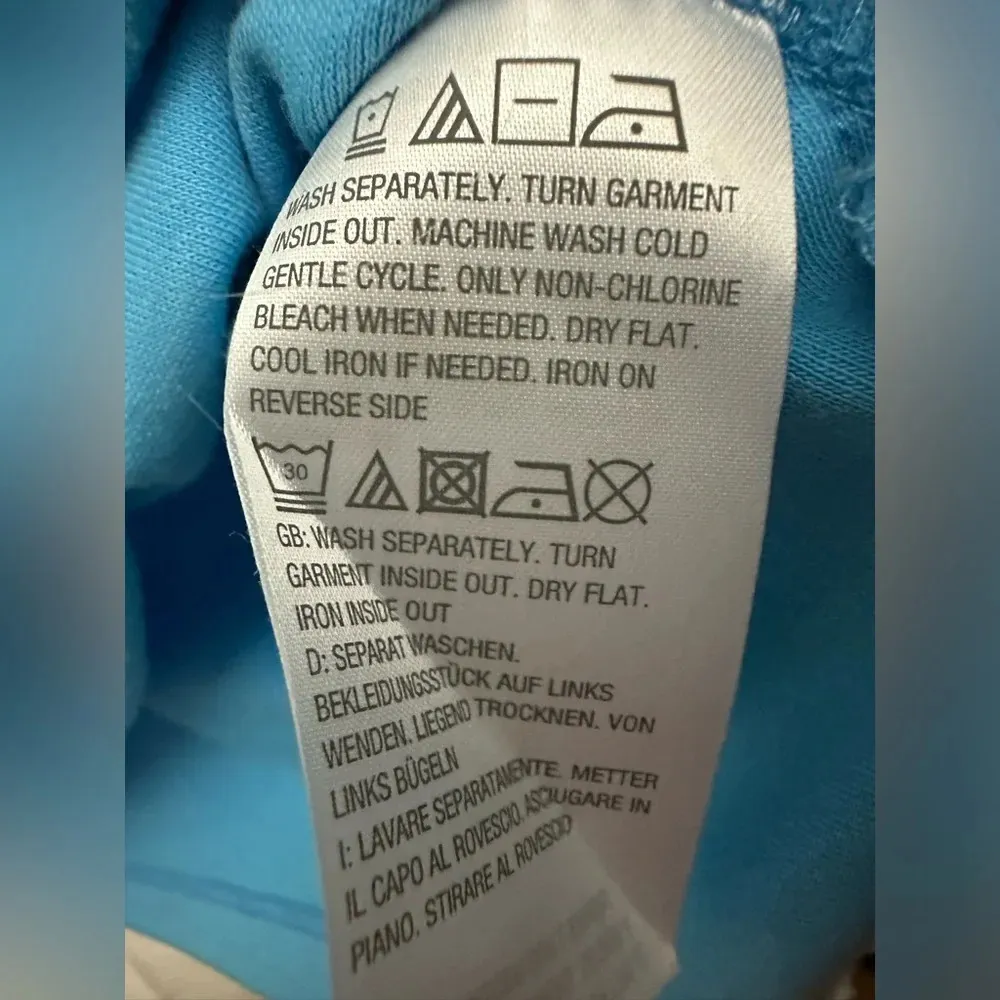 WASH SEPARATELY. TURN GARMENT
INSIDE OUT. MACHINE WASH COLD
GENTLE CYCLE. ONLY NON-CHLORINE
BLEACH WHEN NEEDED. DRY FLAT.
COOL IRON IF NEEDED. IRON ON
REVERSE SIDE
30
GB: WASH SEPARATELY. TURN
GARMENT INSIDE OUT. DRY FLAT.
IRON INSIDE OUT
D: SEPARAT WASCHEN.
BEKLEIDUNGSSTÜCK AUF LINKS
WENDEN. LIEGEND TROCKNEN. VON
LINKS BÜGELN
I: LAVARE SEPARATAMENTE. METTER
IL CAPO AL ROVESCIO. ASCIUGARE IN
PIANO. STIRARE AL ROVESCIO